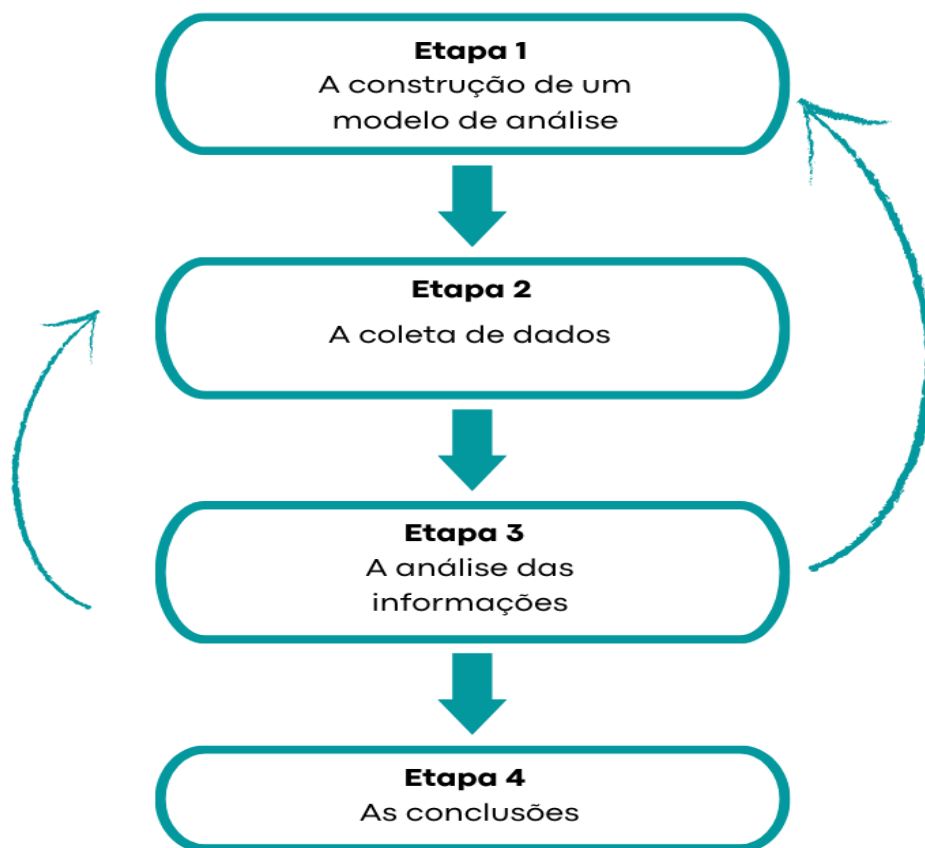 Etapa 1
A construção de um
modelo de análise
Etapa 2
A coleta de dados
Etapa 3
A análise das
informações
Etapa 4
As conclusões